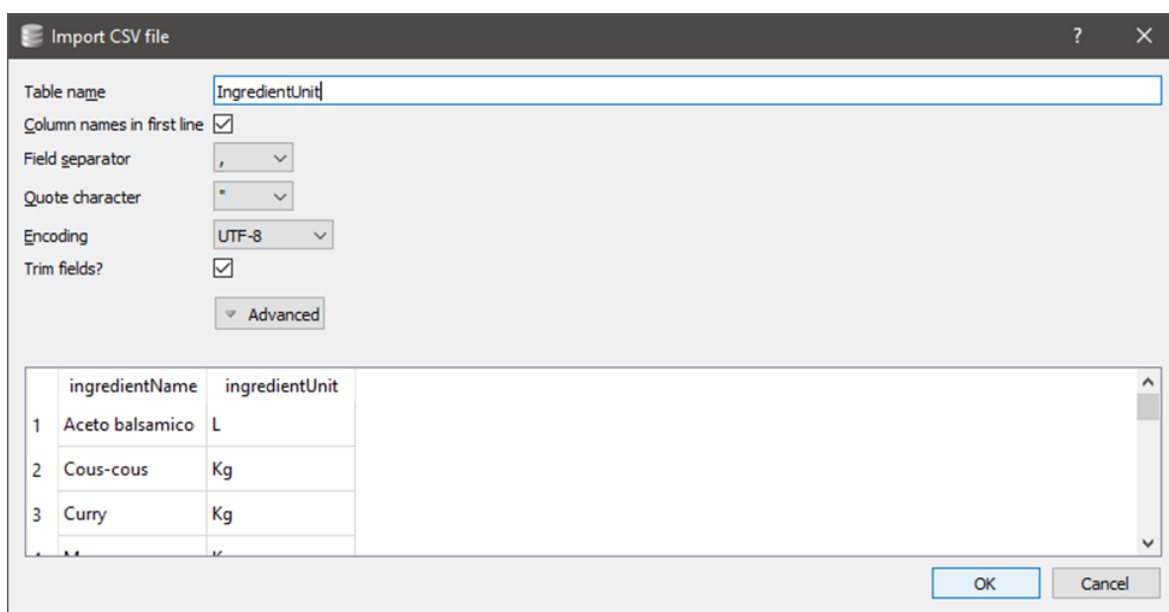 Import CSV file ?
Table name IngredientUnit
Column names in first line
Field separator ,
Quote character "
Encoding UTF-8
Trim fields?
Advanced
ingredientName ingredientUnit
1 Aceto balsamico L
2 Cous-cous Kg
3 Curry Kg
OK Cancel